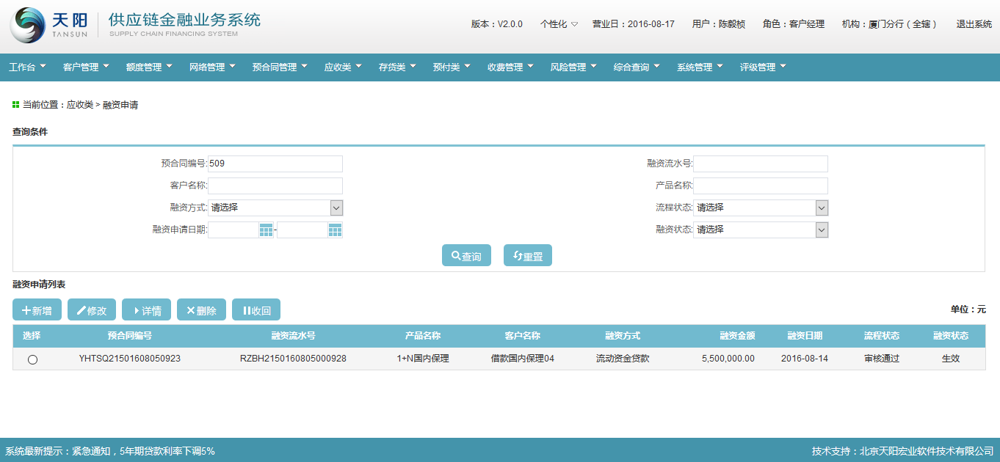 天阳 TANSUN 供应链金融业务系统 SUPPLY CHAIN FINANCING SYSTEM
版本：V2.0.0 个性化 营业日：2016-08-17 用户：陈毅桢 角色：客户经理 机构：厦门分行（全辖） 退出系统
工作台 客户管理 额度管理 网络管理 预合同管理 应收类 存货类 预付类 收费管理 风险管理 综合查询 系统管理 评级管理
当前位置：应收类 > 融资申请
查询条件
预合同编号: 509 融资流水号:
客户名称: 产品名称:
融资方式: 请选择 流程状态: 请选择
融资申请日期: - 融资状态: 请选择
查询 重置
融资申请列表
新增 修改 详情 删除 收回 单位：元
选择 预合同编号 融资流水号 产品名称 客户名称 融资方式 融资金额 融资日期 流程状态 融资状态
YHTSQ21501608050923 RZBH2150160805000928 1+N国内保理 借款国内保理04 流动资金贷款 5,500,000.00 2016-08-14 审核通过 生效
系统最新提示：紧急通知，5年期贷款利率下调5% 技术支持：北京天阳宏业软件技术有限公司